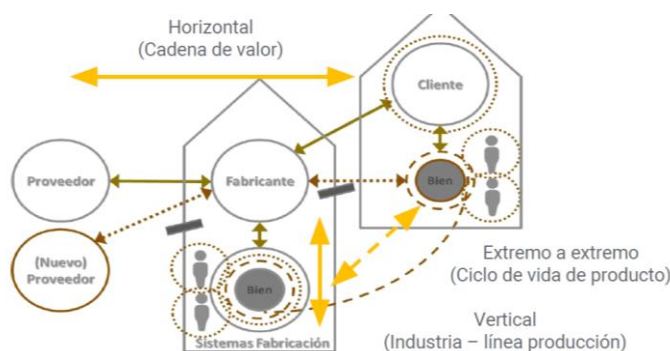 Horizontal
(Cadena de valor)
Cliente
Proveedor
Fabricante
Bien
(Nuevo)
Proveedor
Bien
Sistemas Fabricación
Extremo a extremo
(Ciclo de vida de producto)
Vertical
(Industria – línea producción)